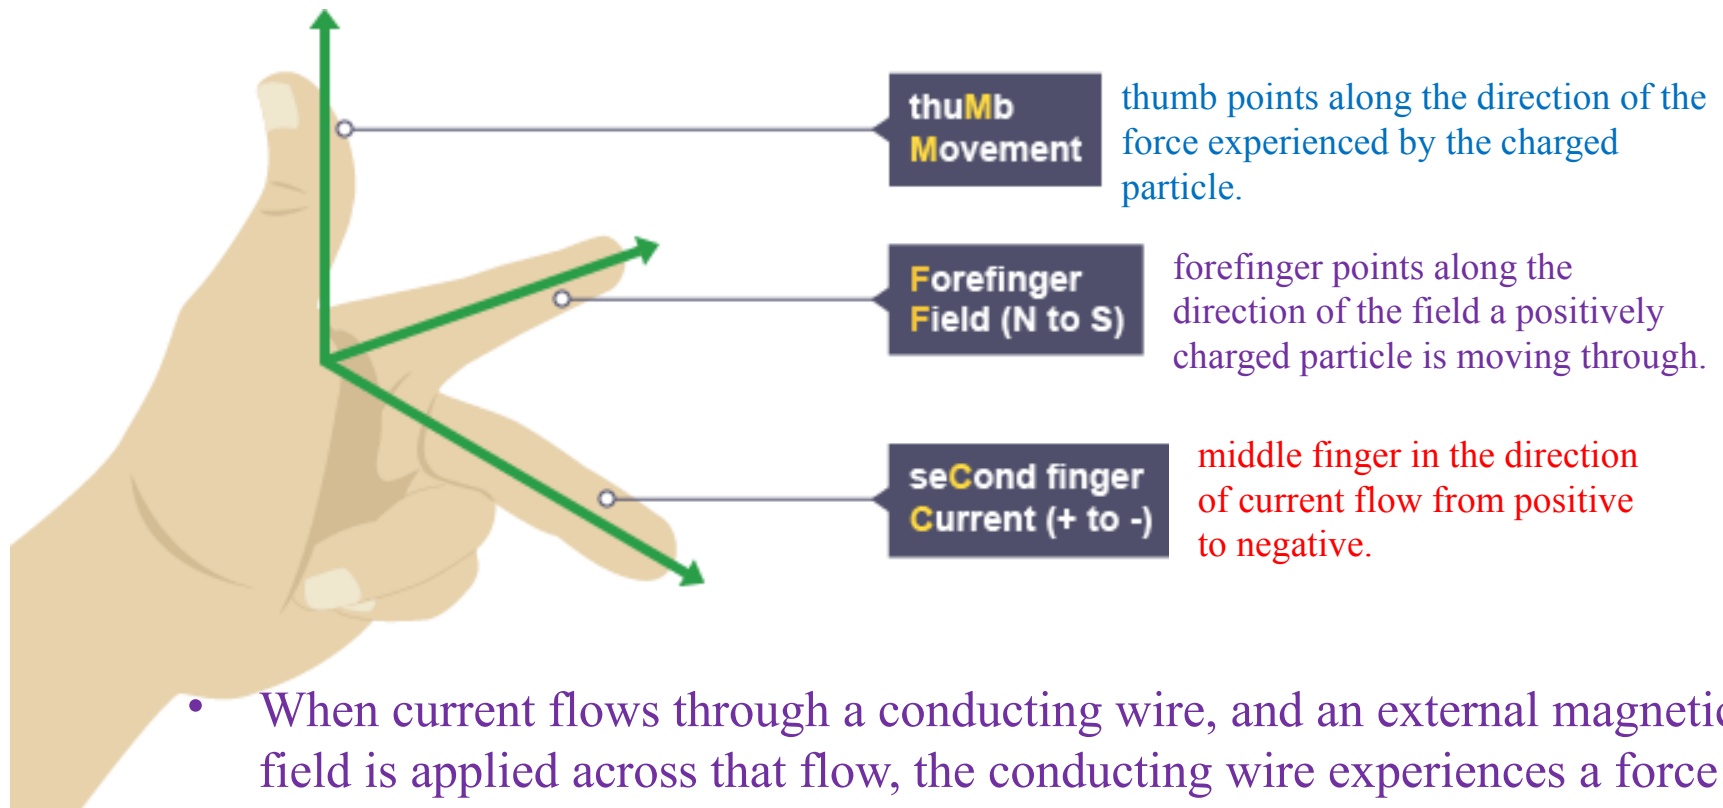 thuMb
Movement
thumb points along the direction of the
force experienced by the charged
particle.
Forefinger
Field (N to S)
forefinger points along the
direction of the field a positively
charged particle is moving through.
seCond finger
Current (+ to -)
middle finger in the direction
of current flow from positive
to negative.
• When current flows through a conducting wire, and an external magnetic
field is applied across that flow, the conducting wire experiences a force